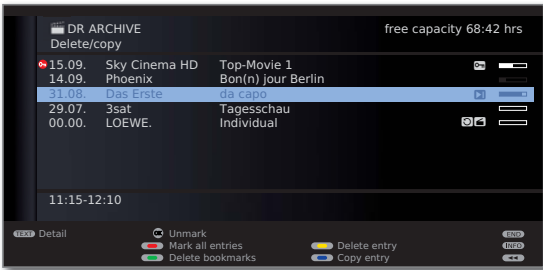 DR ARCHIVE free capacity 68:42 hrs
Delete/copy
15.09. Sky Cinema HD Top-Movie 1
14.09. Phoenix Bon(n) jour Berlin
31.08. Das Erste da capo
29.07. 3sat Tagesschau
00.00. LOEWE. Individual
11:15-12:10
TEXT Detail OK Unmark END
Mark all entries Delete entry INFO
Delete bookmarks Copy entry